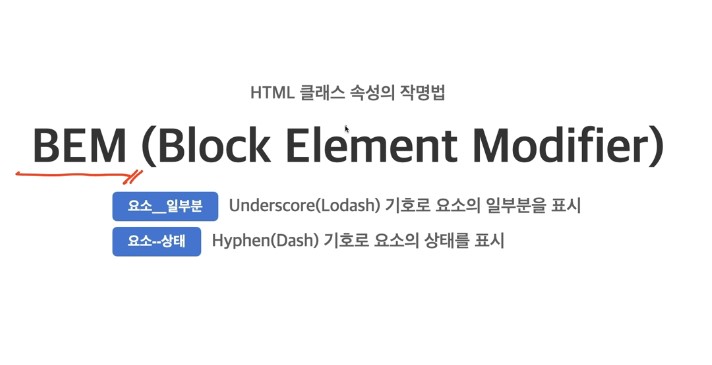 HTML 클래스 속성의 작명법
BEM (Block Element Modifier)
요소__일부분 Underscore(Lodash) 기호로 요소의 일부분을 표시
요소--상태 Hyphen(Dash) 기호로 요소의 상태를 표시